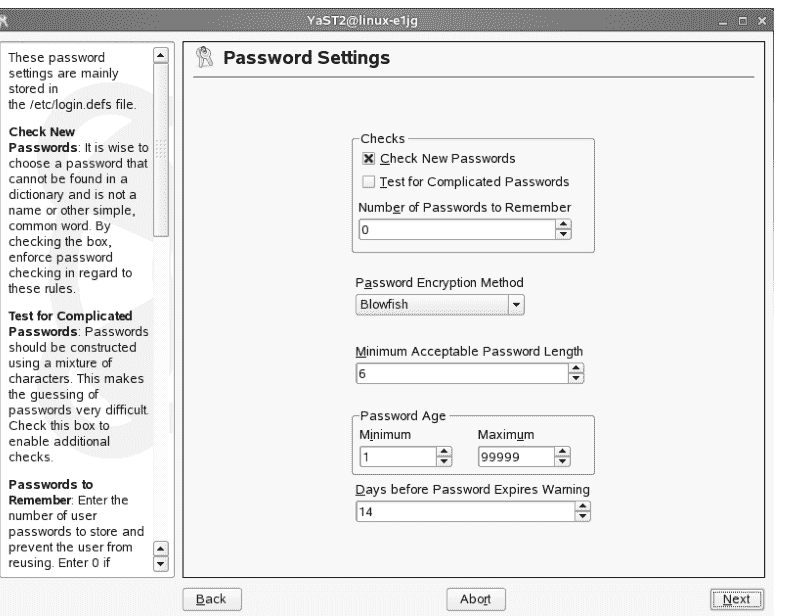 YaST2@linux-e1jg
These password
settings are mainly
stored in
the /etc/login.defs file.
Check New
Passwords: It is wise to
choose a password that
cannot be found in a
dictionary and is not a
name or other simple,
common word. By
checking the box,
enforce password
checking in regard to
these rules.
Test for Complicated
Passwords: Passwords
should be constructed
using a mixture of
characters. This makes
the guessing of
passwords very difficult.
Check this box to
enable additional
checks.
Passwords to
Remember: Enter the
number of user
passwords to store and
prevent the user from
reusing. Enter 0 if
Password Settings
Checks
Check New Passwords
Test for Complicated Passwords
Number of Passwords to Remember
0
Password Encryption Method
Blowfish
Minimum Acceptable Password Length
6
Password Age
Minimum Maximum
1 99999
Days before Password Expires Warning
14
Back Abort Next